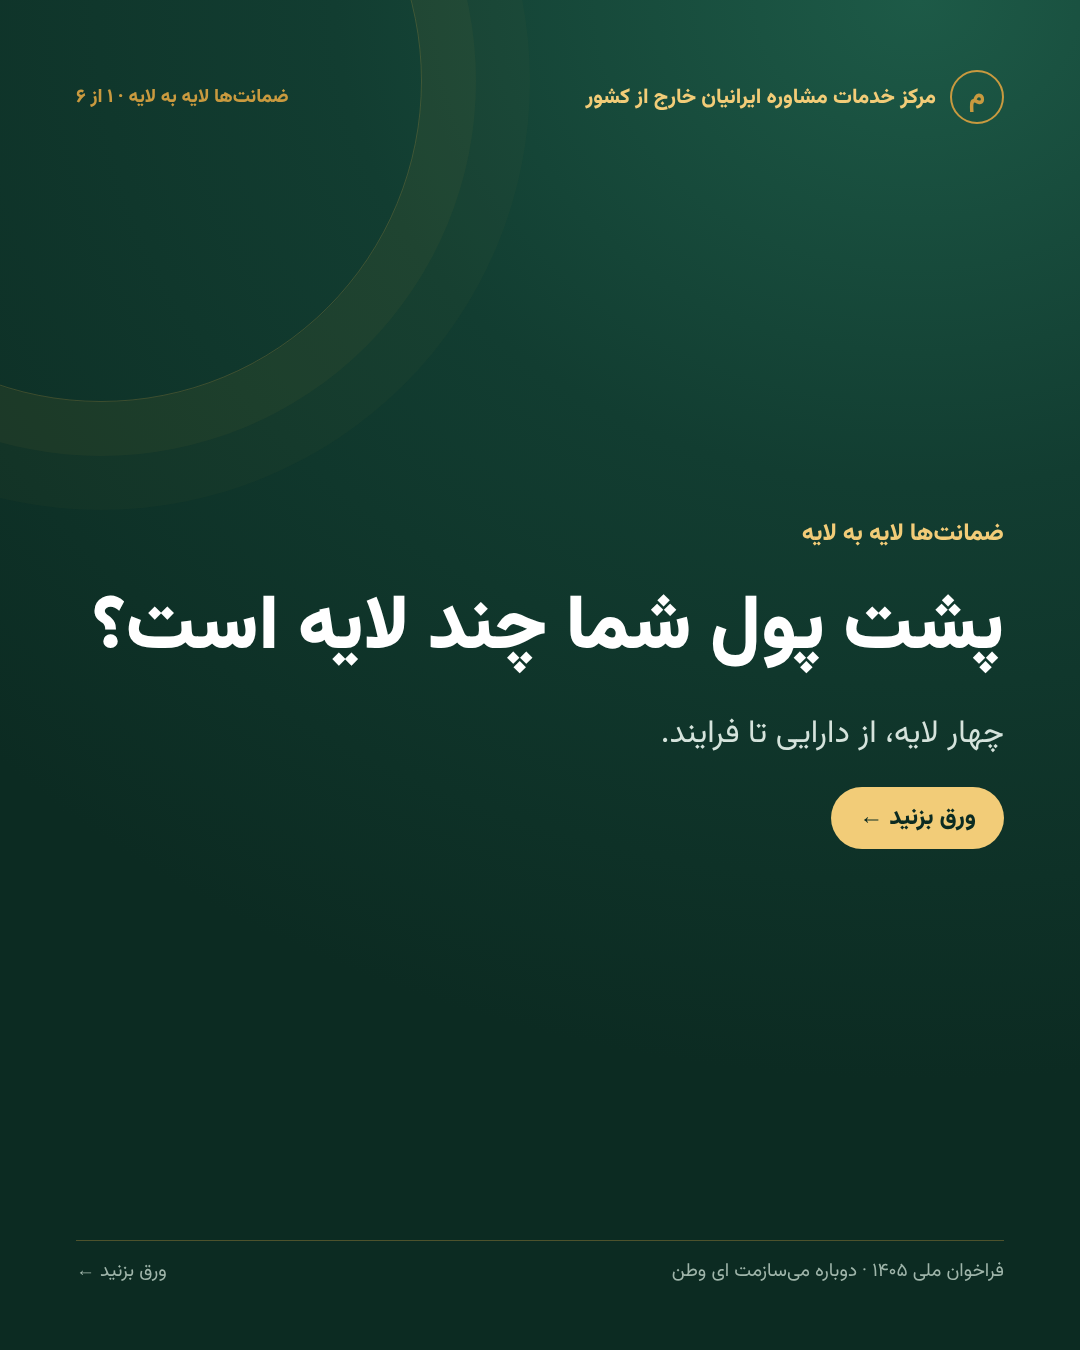 م
مرکز خدمات مشاوره ایرانیان خارج از کشور
ضمانت‌ها لایه به لایه · ۱ از ۶
ضمانت‌ها لایه به لایه
پشت پول شما چند لایه است؟
چهار لایه، از دارایی تا فرایند.
ورق بزنید ←
فراخوان ملی ۱۴۰۵ · دوباره می‌سازمت ای وطن
ورق بزنید ←